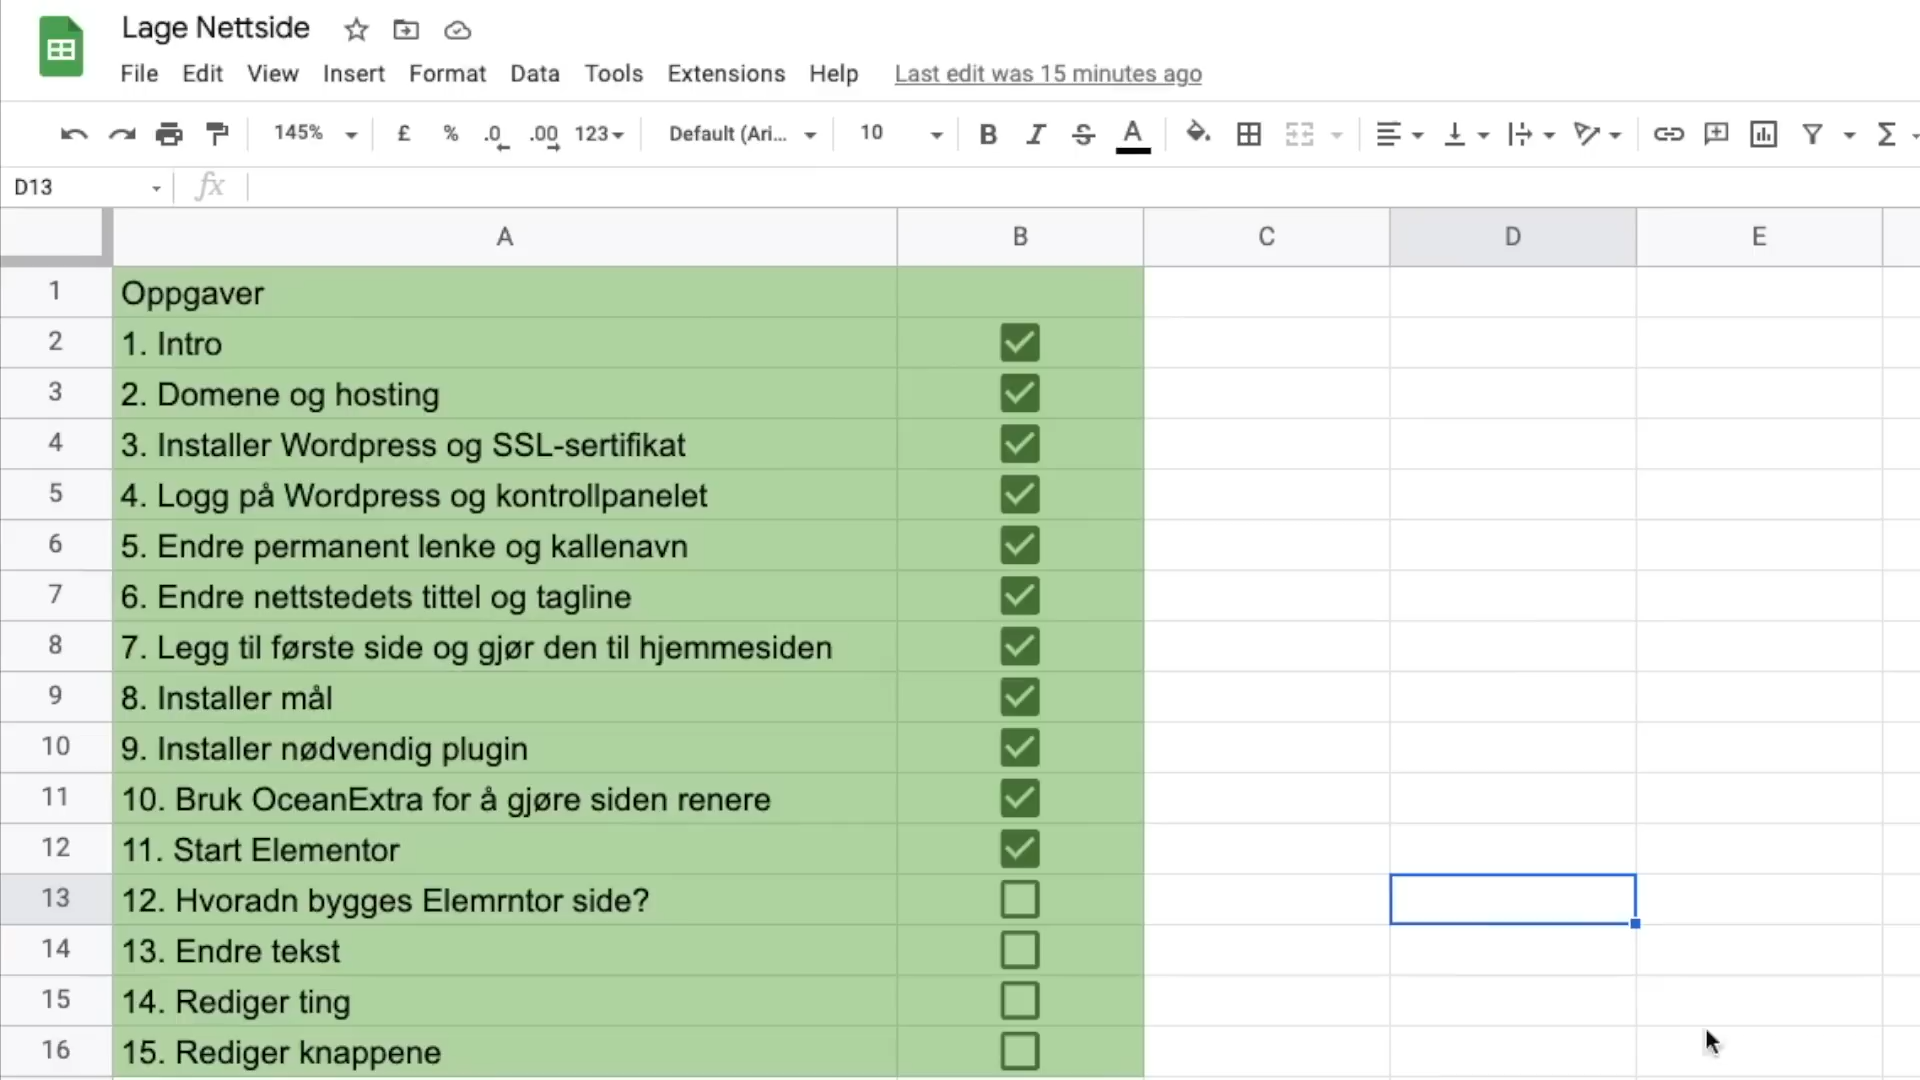 Lage Nettside
File Edit View Insert Format Data Tools Extensions Help Last edit was 15 minutes ago
145% £ % .0 .00 123 Default (Ari... 10 B I S A Σ
D13 fx
A B C D E
1 Oppgaver
2 1. Intro
3 2. Domene og hosting
4 3. Installer Wordpress og SSL-sertifikat
5 4. Logg på Wordpress og kontrollpanelet
6 5. Endre permanent lenke og kallenavn
7 6. Endre nettstedets tittel og tagline
8 7. Legg til første side og gjør den til hjemmesiden
9 8. Installer mål
10 9. Installer nødvendig plugin
11 10. Bruk OceanExtra for å gjøre siden renere
12 11. Start Elementor
13 12. Hvoradn bygges Elemrntor side?
14 13. Endre tekst
15 14. Rediger ting
16 15. Rediger knappene